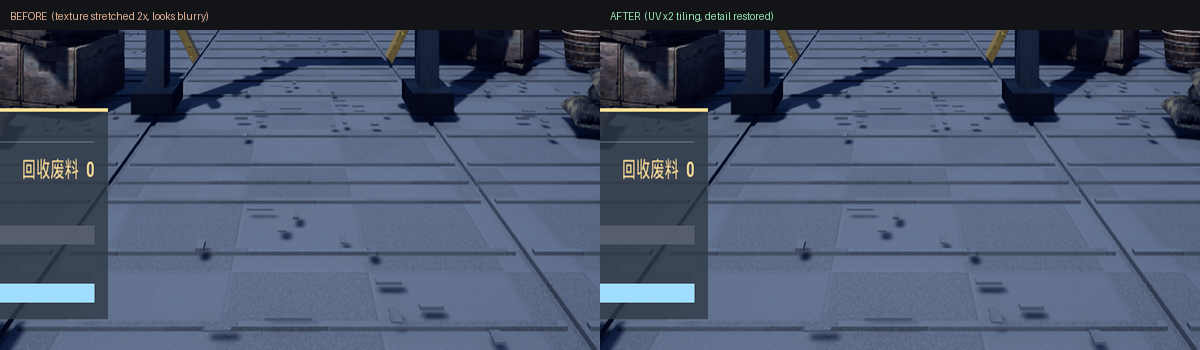 BEFORE (texture stretched 2x, looks blurry)
AFTER (UV x2 tiling, detail restored)
回收废料 0
回收废料 0